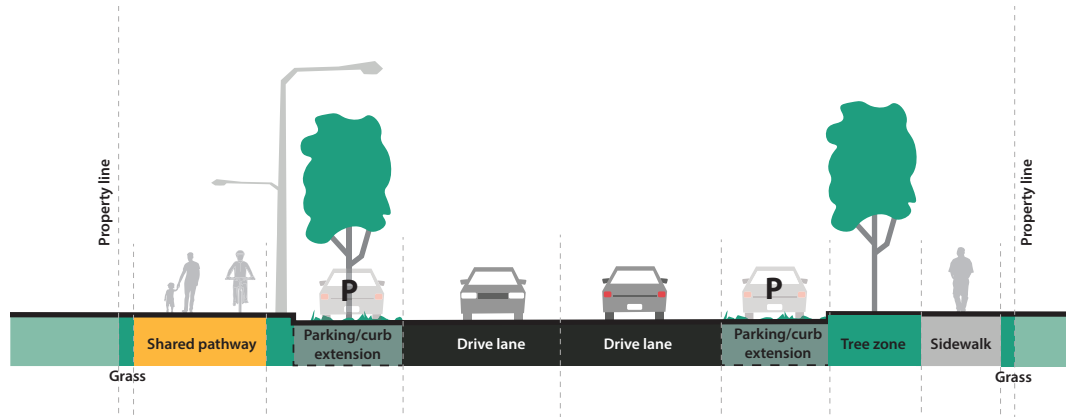 Property line
Property line
P
P
Shared pathway
Parking/curb
extension
Drive lane
Drive lane
Parking/curb
extension
Tree zone
Sidewalk
Grass
Grass